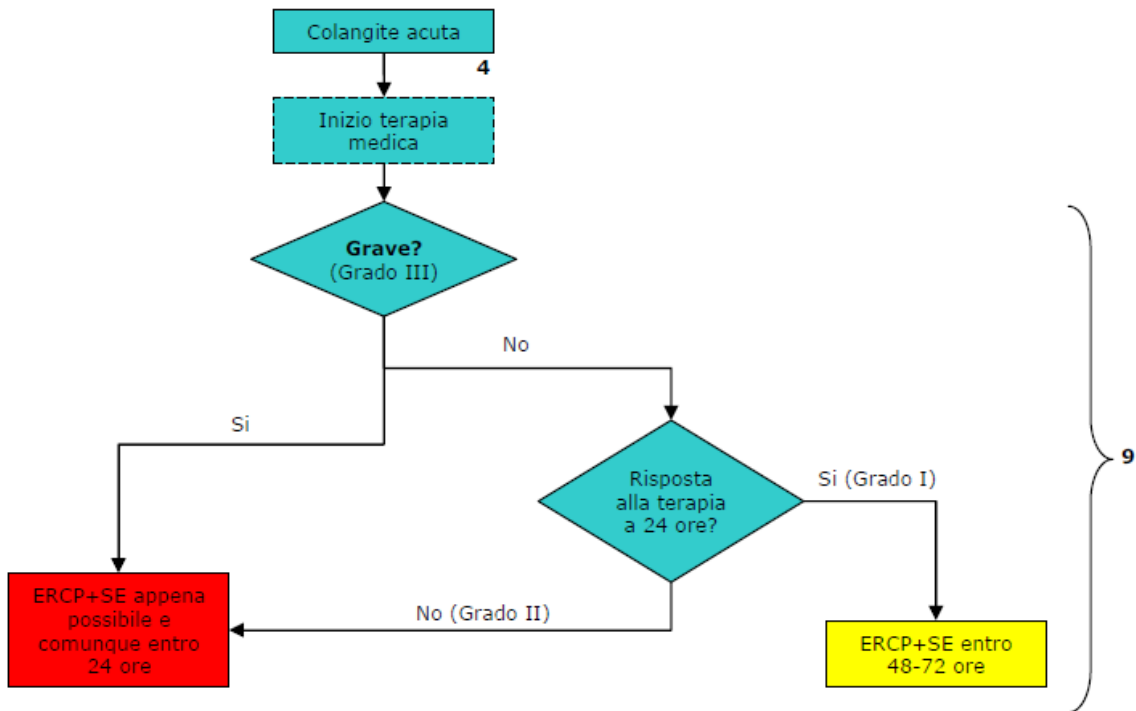 Colangite acuta
4
Inizio terapia
medica
Grave?
(Grado III)
No
Si
Risposta
alla terapia
a 24 ore?
Si (Grado I)
9
ERCP+SE appena
possibile e
comunque entro
24 ore
No (Grado II)
ERCP+SE entro
48-72 ore